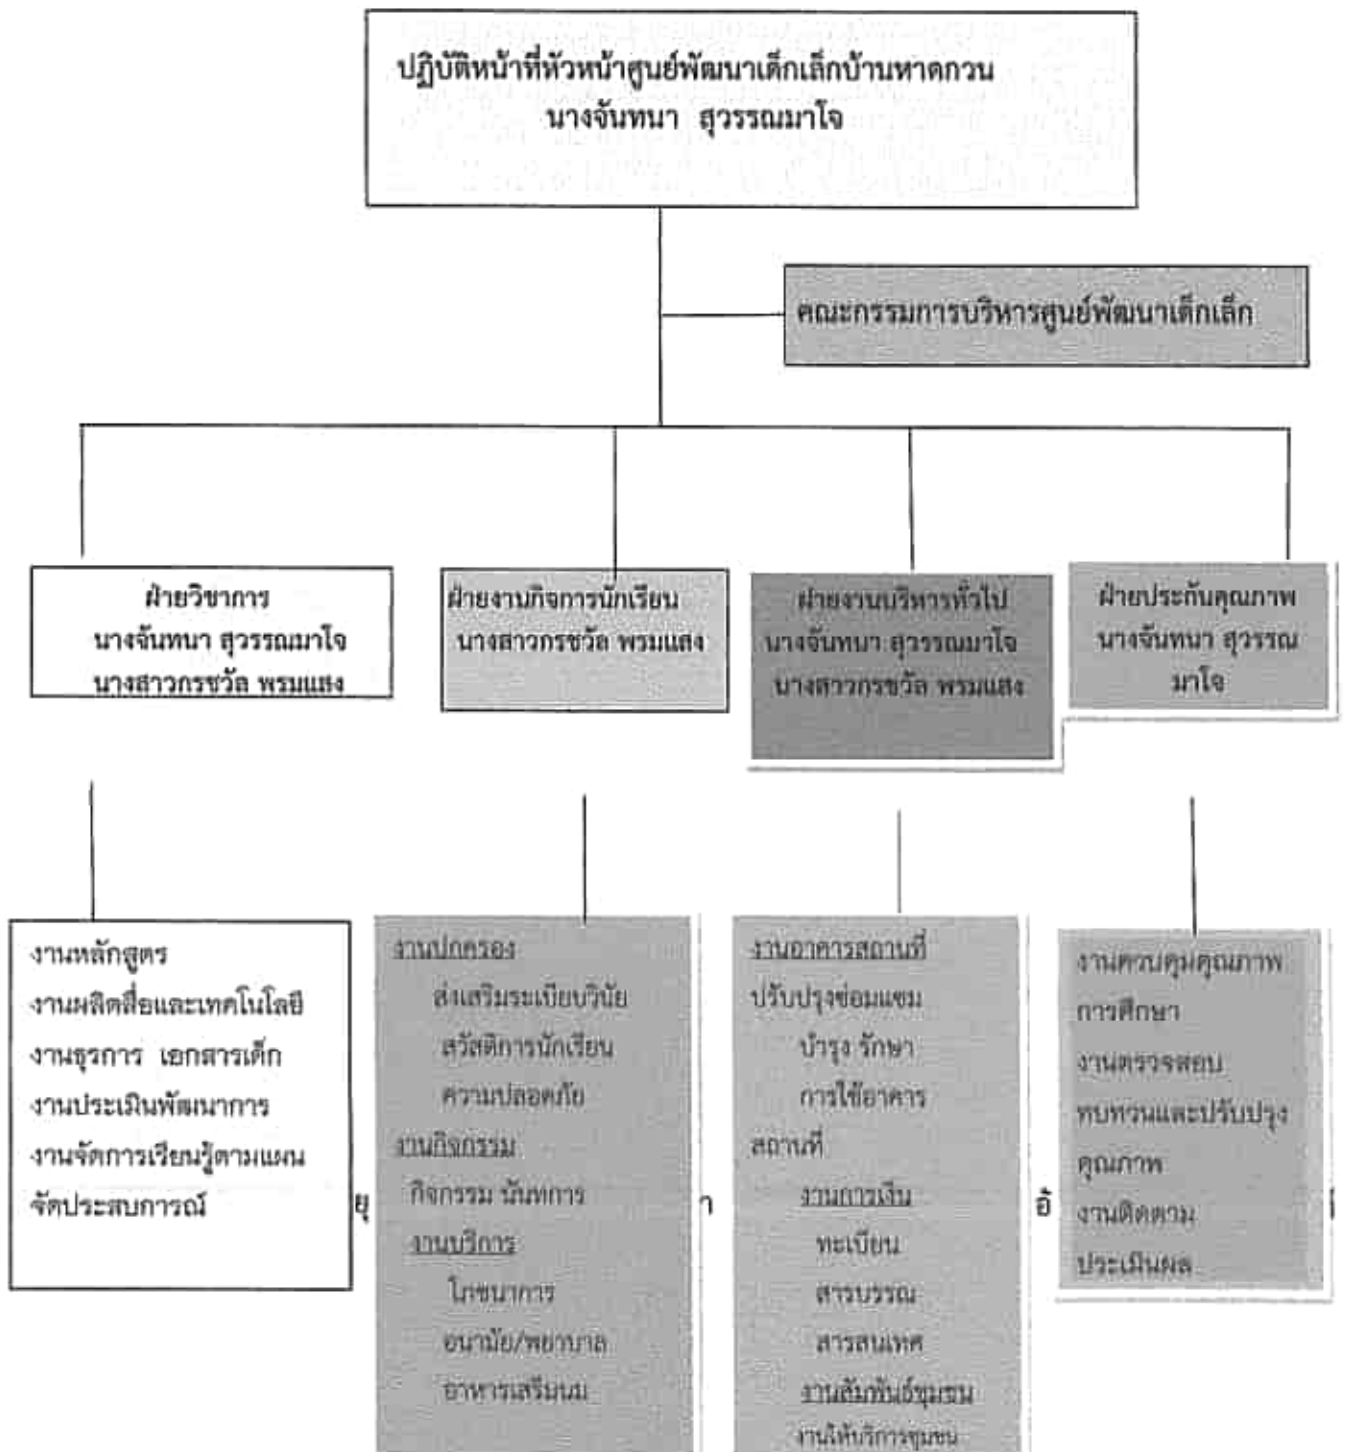 ปฏิบัติหน้าที่หัวหน้าศูนย์พัฒนาเด็กเล็กบ้านหาดกวน
นางจันทนา สุวรรณมาโจ
คณะกรรมการบริหารศูนย์พัฒนาเด็กเล็ก
ฝ่ายวิชาการ
นางจันทนา สุวรรณมาโจ
นางสาวกรชวัล พรมแสง
ฝ่ายงานกิจการนักเรียน
นางสาวกรชวัล พรมแสง
ฝ่ายงานบริหารทั่วไป
นางจันทนา สุวรรณมาโจ
นางสาวกรชวัล พรมแสง
ฝ่ายประกันคุณภาพ
นางจันทนา สุวรรณ
มาโจ
งานหลักสูตร
งานผลิตสื่อและเทคโนโลยี
งานธุรการ เอกสารเด็ก
งานประเมินพัฒนาการ
งานจัดการเรียนรู้ตามแผน
จัดประสบการณ์
งานปกครอง
ส่งเสริมระเบียบวินัย
สวัสดิการนักเรียน
ความปลอดภัย
งานกิจกรรม
กิจกรรม นันทการ
งานบริการ
โภชนาการ
อนามัย/พยาบาล
อาหารเสริมนม
งานอาคารสถานที่
ปรับปรุงซ่อมแซม
บำรุง รักษา
การใช้อาคาร
สถานที่
งานการเงิน
ทะเบียน
สารบรรณ
สารสนเทศ
งานสัมพันธ์ชุมชน
งานให้บริการชุมชน
งานควบคุมคุณภาพ
การศึกษา
งานตรวจสอบ
ทบทวนและปรับปรุง
คุณภาพ
งานติดตาม
ประเมินผล